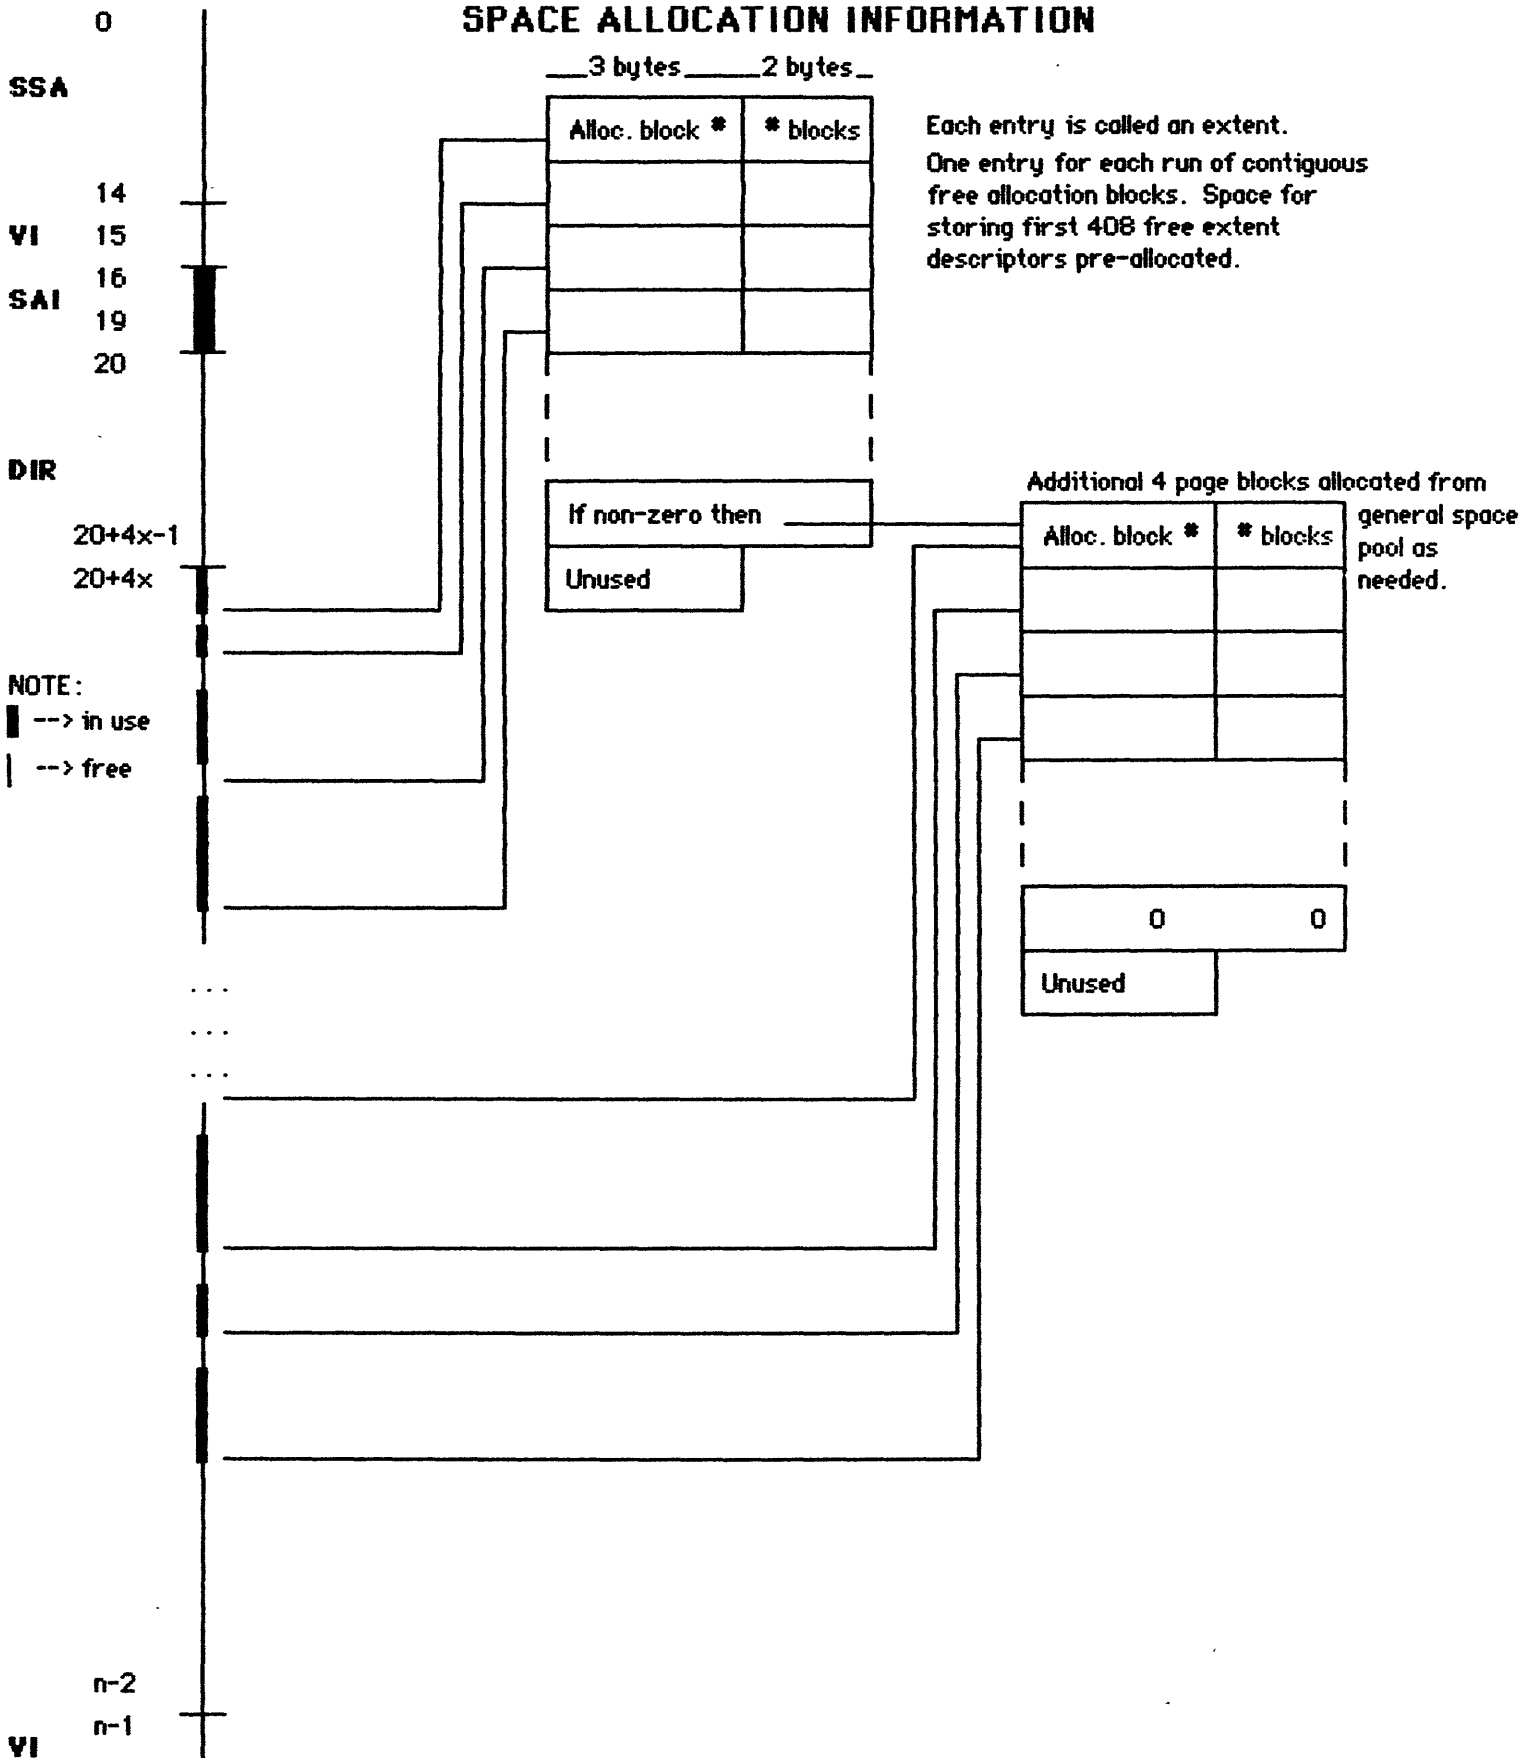 SPACE ALLOCATION INFORMATION
0
SSA
14
VI 15
16
SAI
19
20
DIR
20+4x-1
20+4x
NOTE:
--> in use
--> free
. . .
. . .
. . .
n-2
n-1
VI
3 bytes 2 bytes
Alloc. block # # blocks
If non-zero then
Unused
Each entry is called an extent.
One entry for each run of contiguous
free allocation blocks. Space for
storing first 408 free extent
descriptors pre-allocated.
Additional 4 page blocks allocated from
general space
pool as
needed.
Alloc. block # # blocks
0 0
Unused